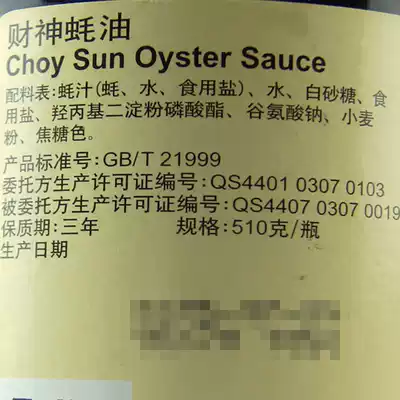 财神蚝油
Choy Sun Oyster Sauce
配料表:蚝汁(蚝、水、食用盐)、水、白砂糖、食
用盐、羟丙基二淀粉磷酸酯、谷氨酸钠、小麦
粉、焦糖色。
产品标准号:GB/T 21999
委托方生产许可证编号:QS4401 0307 0103
被委托方生产许可证编号:QS4407 0307 0019
保质期:三年 规格:510克/瓶
生产日期